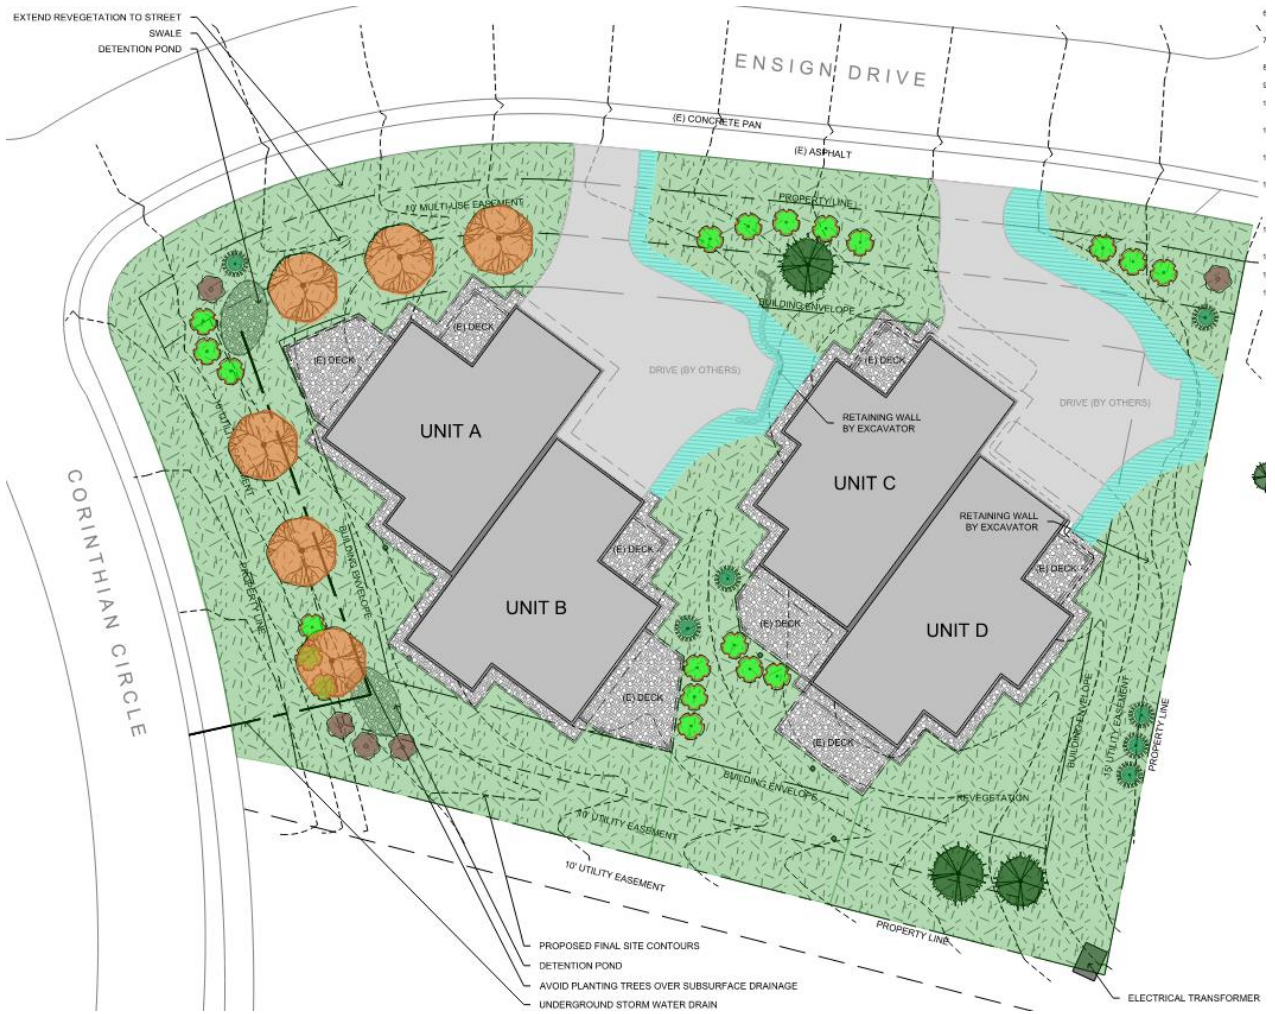 EXTEND REVEGETATION TO STREET
SWALE
DETENTION POND
ENSIGN DRIVE
(E) CONCRETE PAN
(E) ASPHALT
10' MULTI-USE EASEMENT
PROPERTY LINE
BUILDING ENVELOPE
(E) DECK
(E) DECK
(E) DECK
DRIVE (BY OTHERS)
DRIVE (BY OTHERS)
UNIT A
RETAINING WALL
BY EXCAVATOR
UNIT C
RETAINING WALL
BY EXCAVATOR
CORINTHIAN CIRCLE
PROPERTY LINE
BUILDING ENVELOPE
(E) DECK
(E) DECK
UNIT B
(E) DECK
UNIT D
(E) DECK
(E) DECK
BUILDING ENVELOPE
BUILDING ENVELOPE
15' UTILITY EASEMENT
PROPERTY LINE
REVEGETATION
10' UTILITY EASEMENT
10' UTILITY EASEMENT
PROPERTY LINE
PROPOSED FINAL SITE CONTOURS
DETENTION POND
AVOID PLANTING TREES OVER SUBSURFACE DRAINAGE
UNDERGROUND STORM WATER DRAIN
ELECTRICAL TRANSFORMER